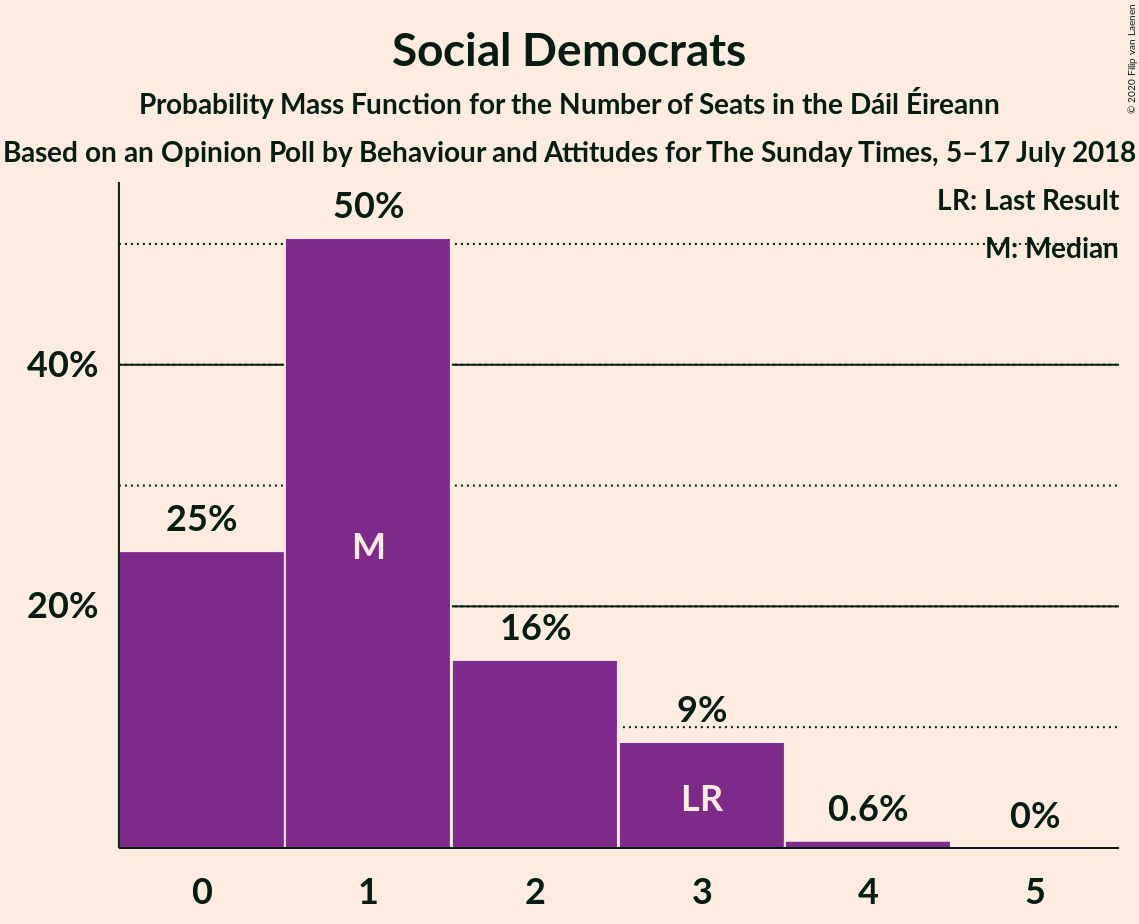 Social Democrats
Probability Mass Function for the Number of Seats in the Dáil Éireann
Based on an Opinion Poll by Behaviour and Attitudes for The Sunday Times, 5–17 July 2018
© 2020 Filip van Laenen
LR: Last Result
M: Median
50%
40%
25%
M
20%
16%
9%
LR
0.6%
0%
0 1 2 3 4 5